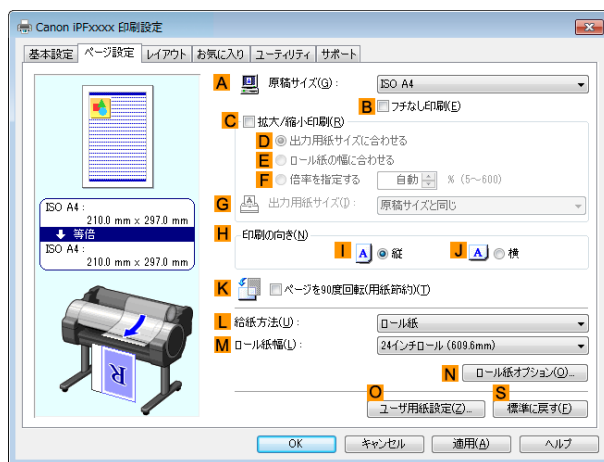 Canon iPFxxxx 印刷設定
基本設定 ページ設定 レイアウト お気に入り ユーティリティ サポート
A 原稿サイズ(G): ISO A4
B フチなし印刷(E)
C 拡大/縮小印刷(R)
D 出力用紙サイズに合わせる
E ロール紙の幅に合わせる
F 倍率を指定する 自動 % (5～600)
G 出力用紙サイズ(I): 原稿サイズと同じ
ISO A4 :
210.0 mm x 297.0 mm
等倍
ISO A4 :
210.0 mm x 297.0 mm
H 印刷の向き(N)
I A 縦 J A 横
K ページを90度回転(用紙節約)(T)
L 給紙方法(U): ロール紙
M ロール紙幅(L): 24インチロール (609.6mm)
R
N ロール紙オプション(O)...
O S
ユーザ用紙設定(Z)... 標準に戻す(F)
OK キャンセル 適用(A) ヘルプ